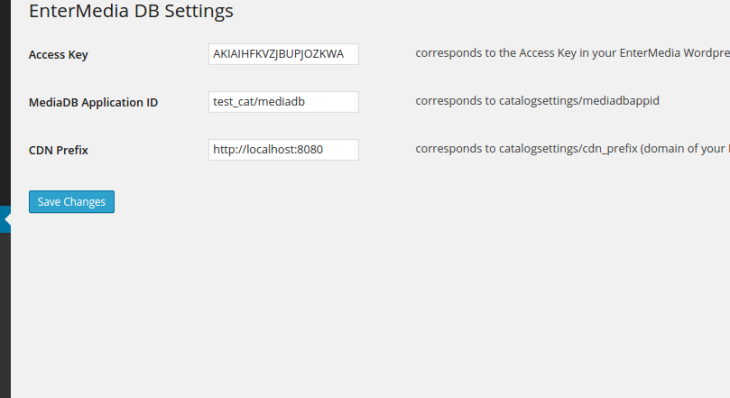 EnterMedia DB Settings
Access Key AKIAIHFKVZJBUPJOZKWA corresponds to the Access Key in your EnterMedia Wordpre
MediaDB Application ID test_cat/mediadb corresponds to catalogsettings/mediadbappid
CDN Prefix http://localhost:8080 corresponds to catalogsettings/cdn_prefix (domain of your
Save Changes